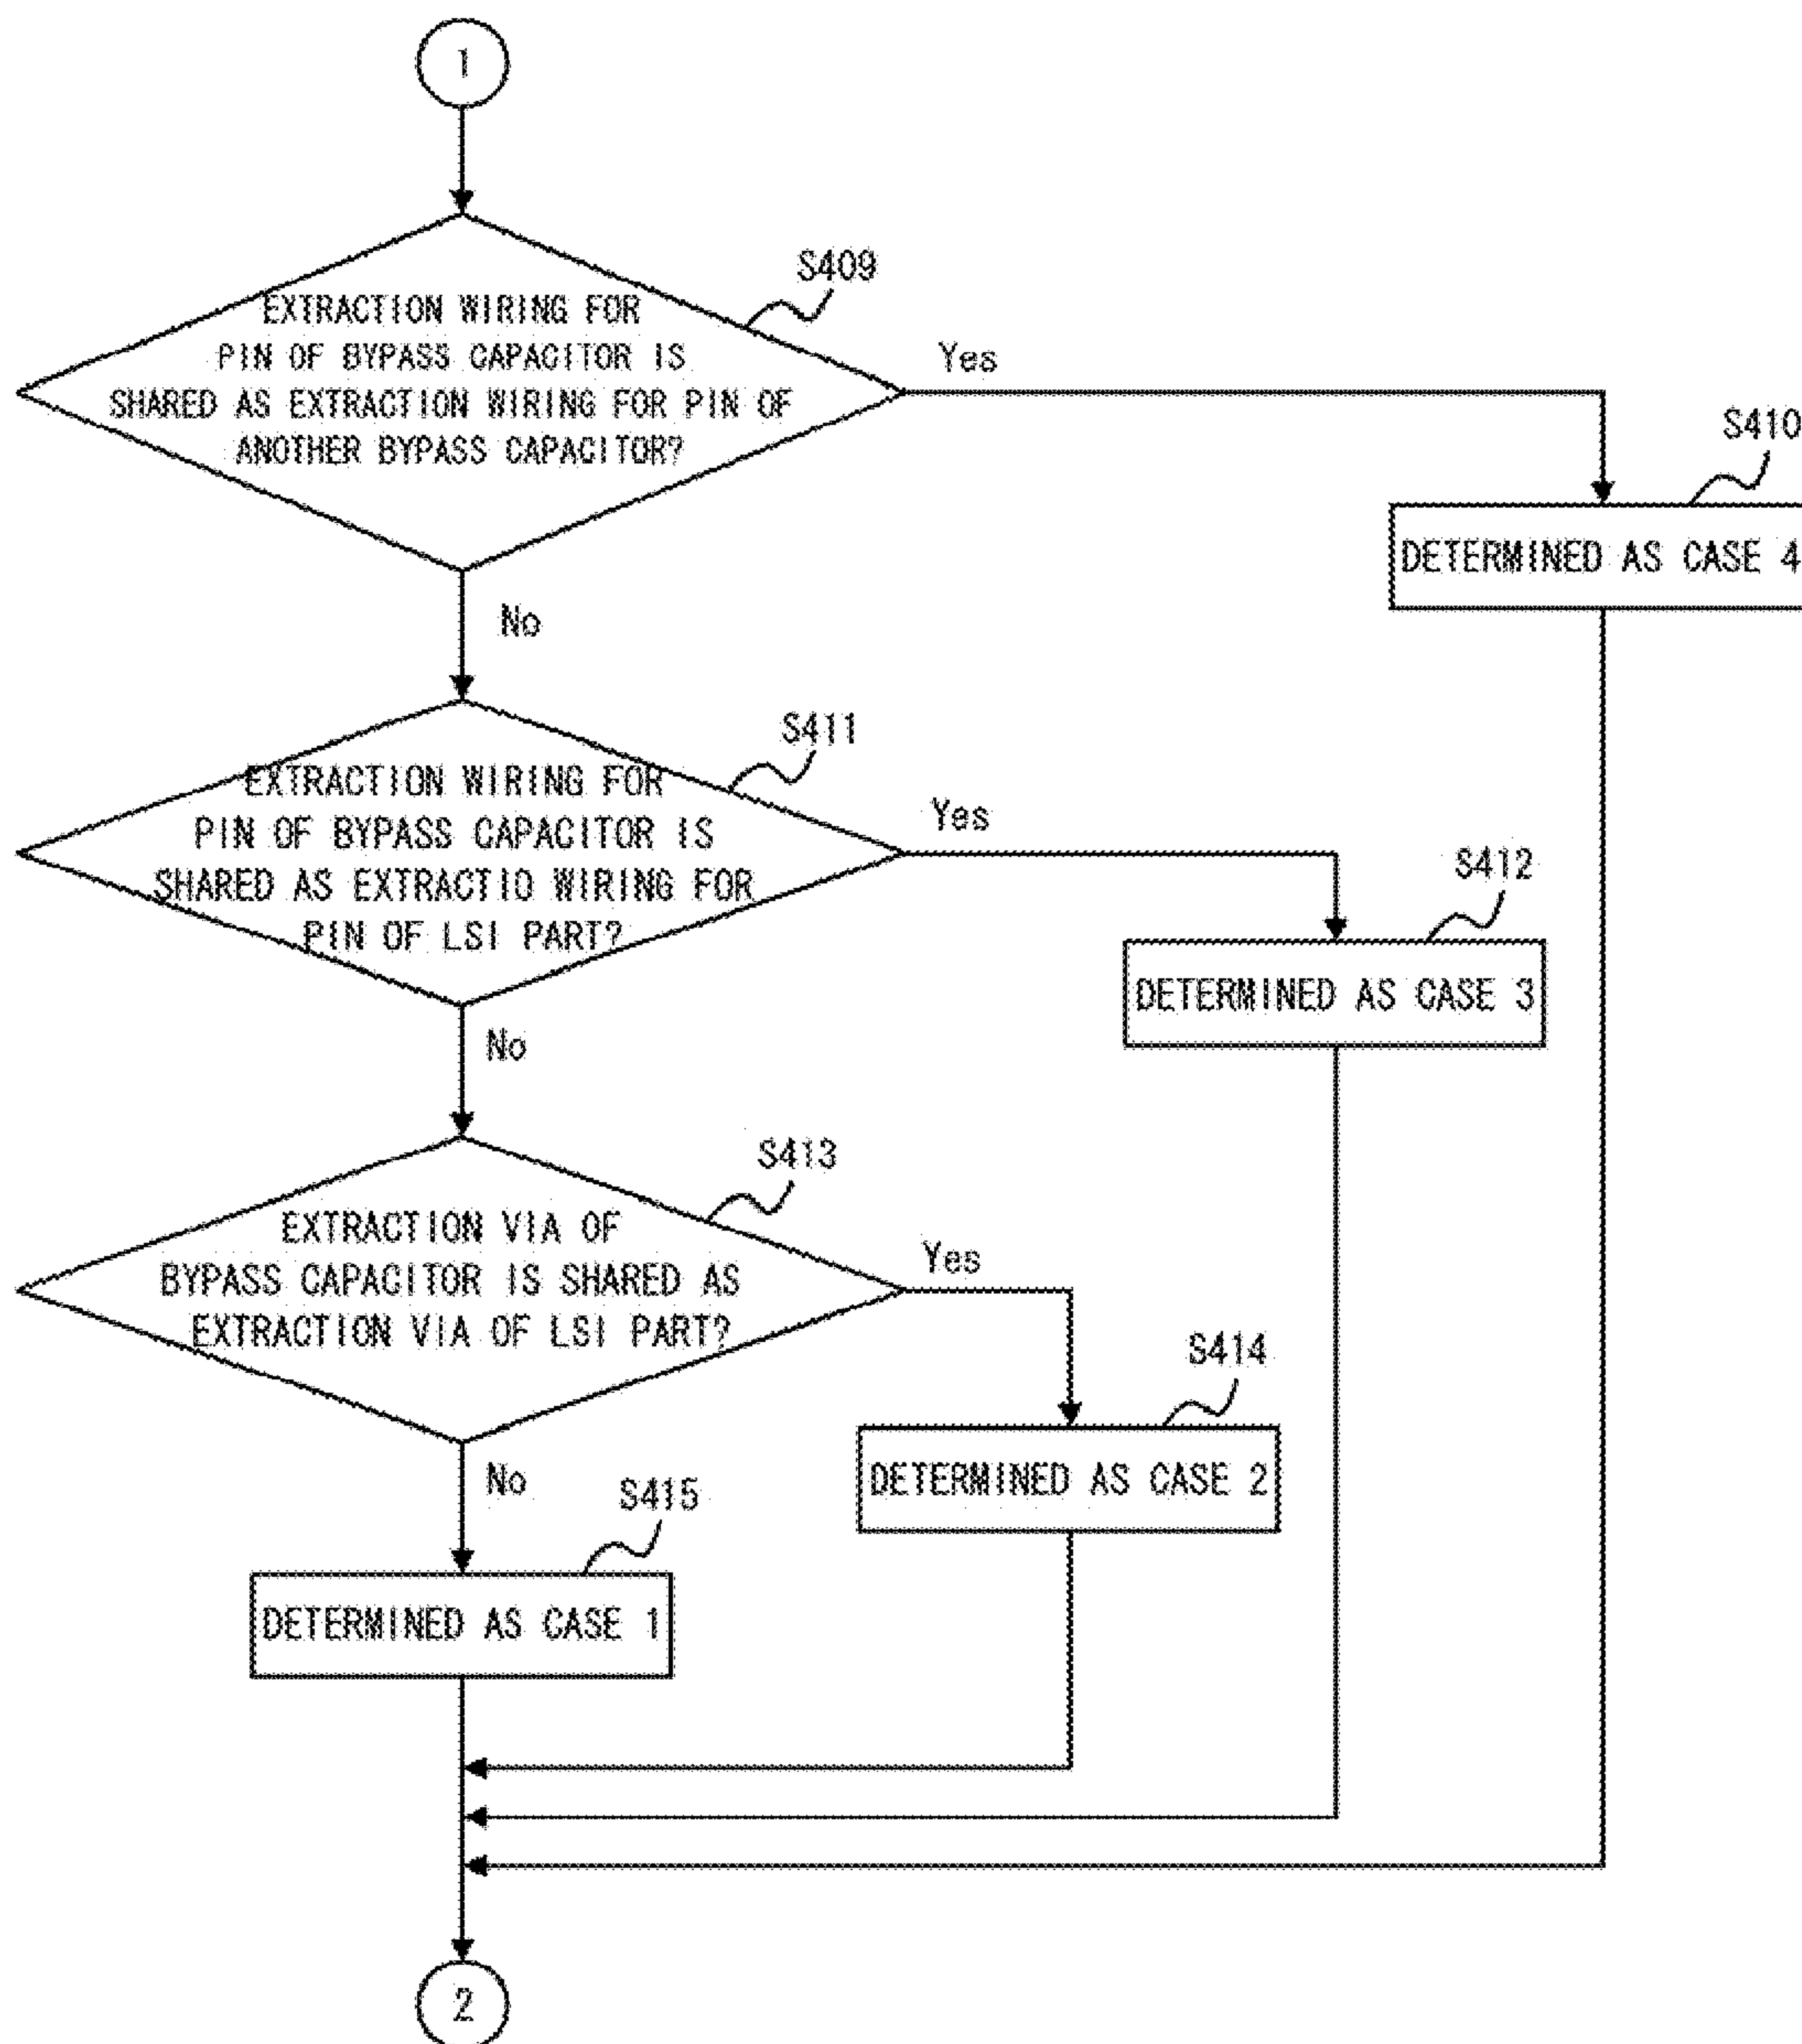 1
S409
EXTRACTION WIRING FOR
PIN OF BYPASS CAPACITOR IS
SHARED AS EXTRACTION WIRING FOR PIN OF
ANOTHER BYPASS CAPACITOR?
Yes
S410
DETERMINED AS CASE 4
No
S411
EXTRACTION WIRING FOR
PIN OF BYPASS CAPACITOR IS
SHARED AS EXTRACTIO WIRING FOR
PIN OF LSI PART?
Yes
S412
DETERMINED AS CASE 3
No
S413
EXTRACTION VIA OF
BYPASS CAPACITOR IS SHARED AS
EXTRACTION VIA OF LSI PART?
Yes
S414
DETERMINED AS CASE 2
No
S415
DETERMINED AS CASE 1
2